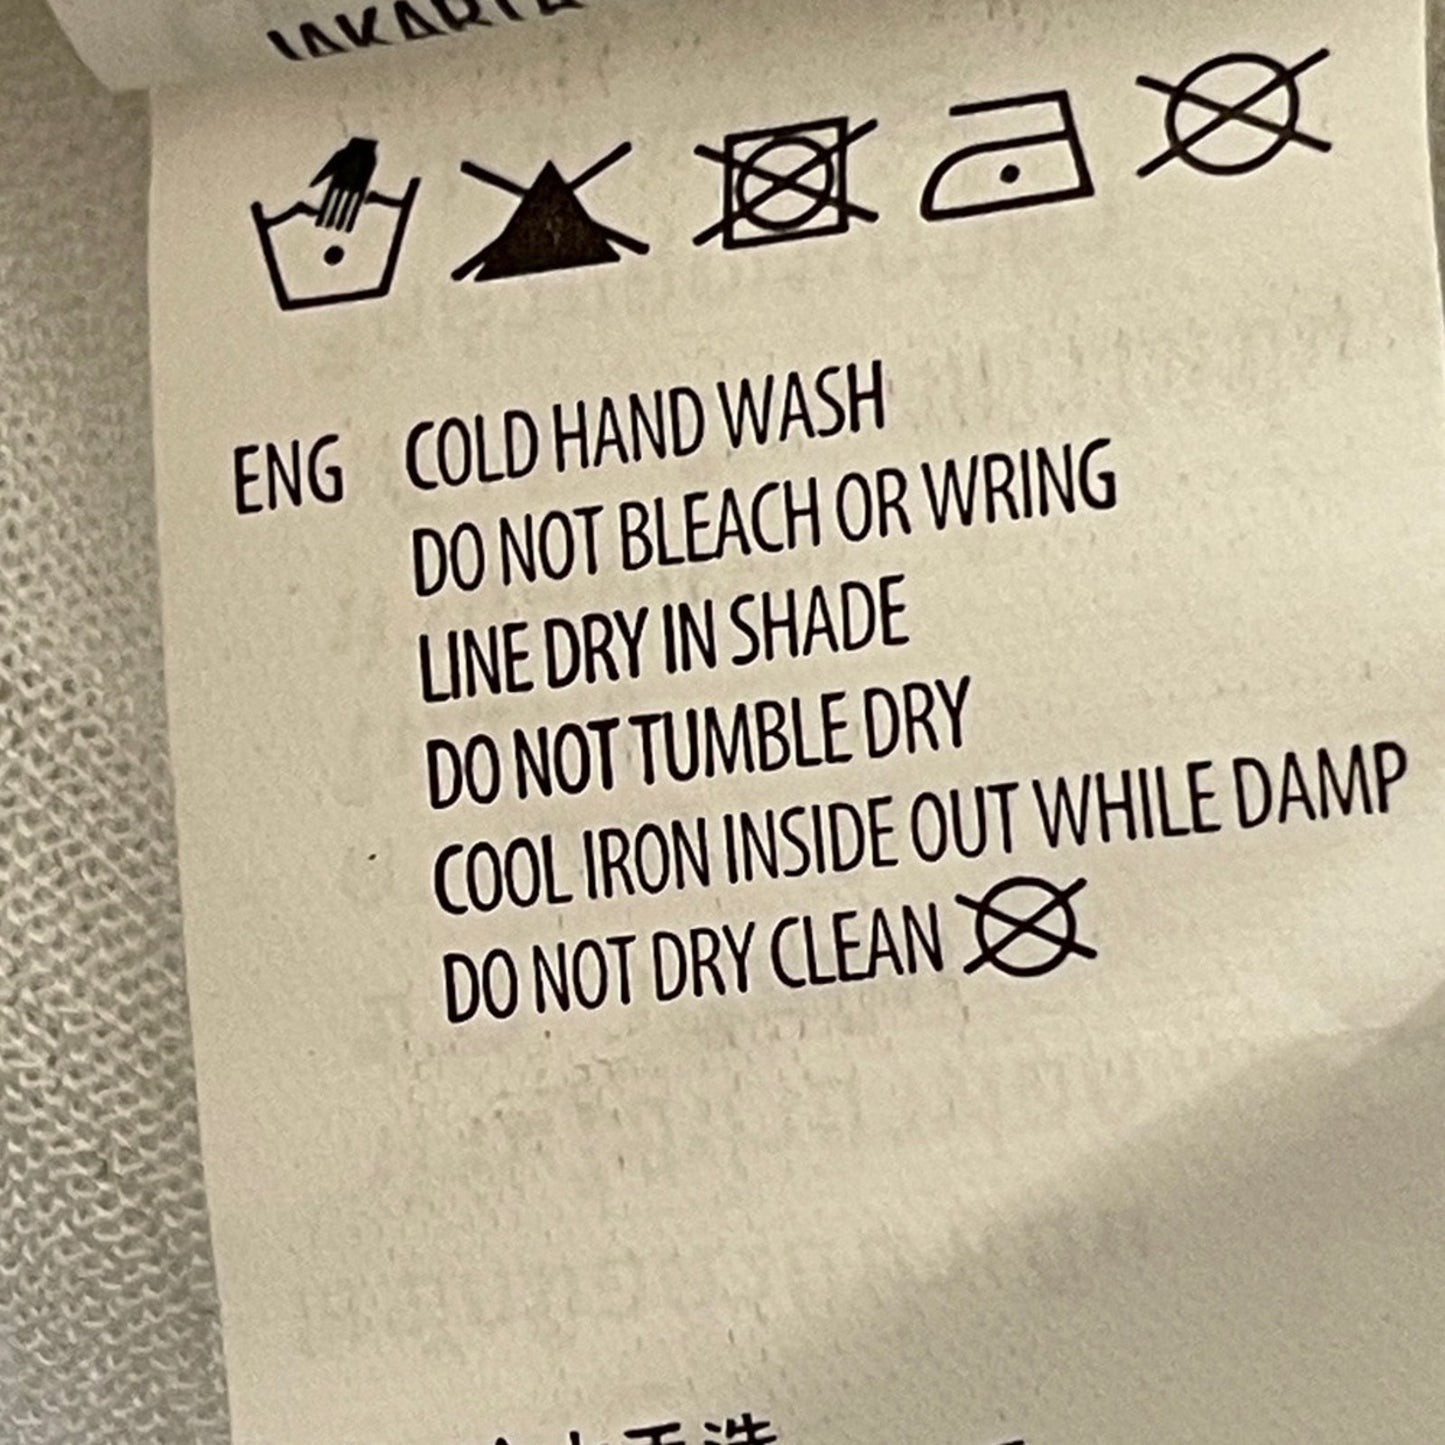 JAKARTA
ENG COLD HAND WASH
DO NOT BLEACH OR WRING
LINE DRY IN SHADE
DO NOT TUMBLE DRY
COOL IRON INSIDE OUT WHILE DAMP
DO NOT DRY CLEAN